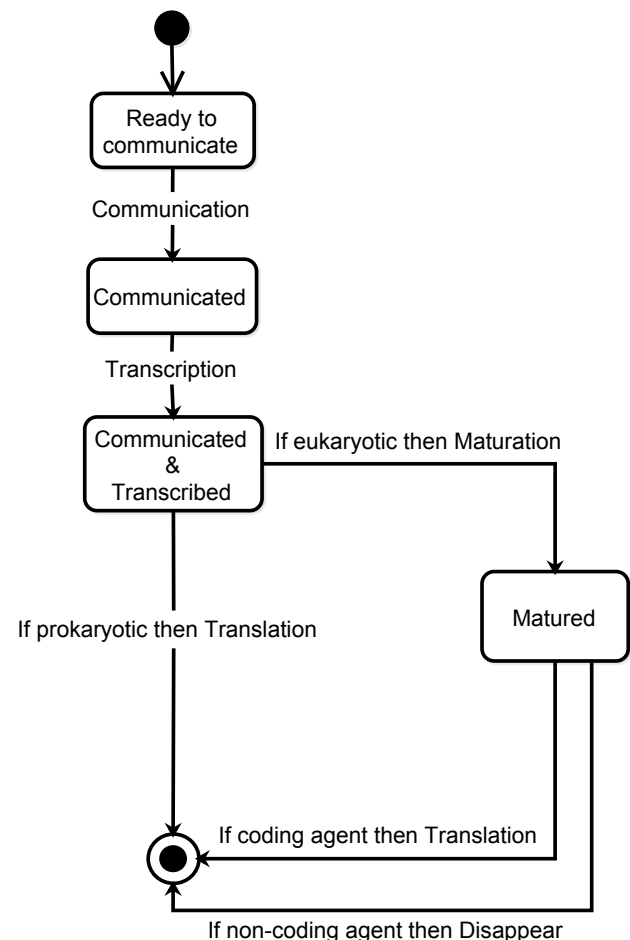 Ready to
communicate
Communication
Communicated
Transcription
Communicated
&
Transcribed
If eukaryotic then Maturation
Matured
If prokaryotic then Translation
If coding agent then Translation
If non-coding agent then Disappear